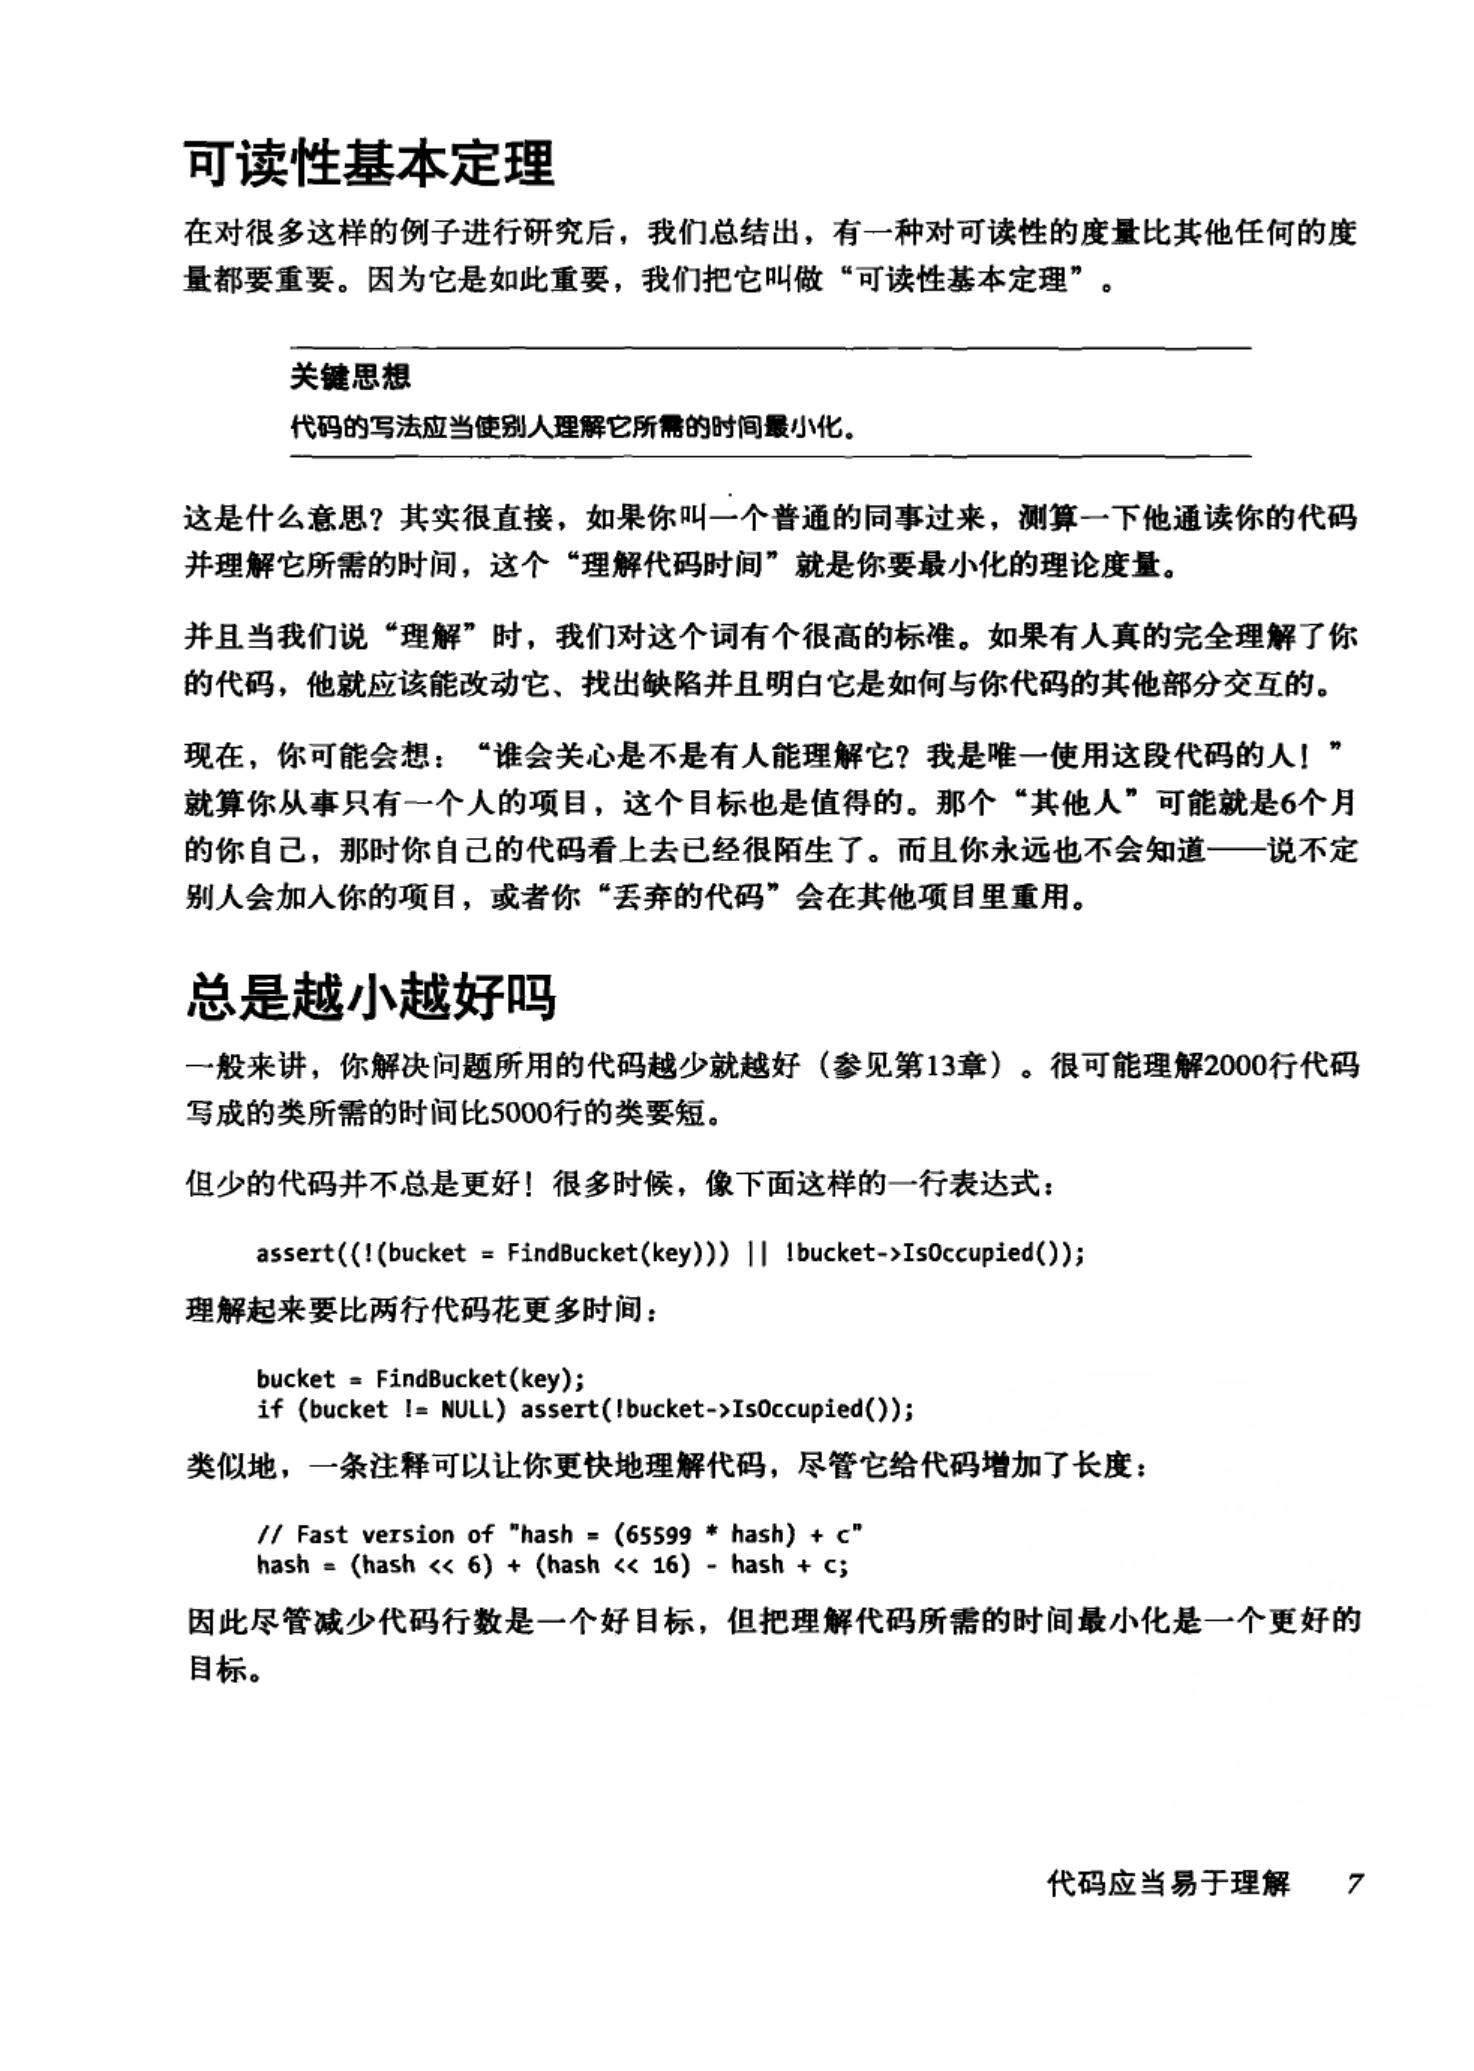 可读性基本定理
在对很多这样的例子进行研究后，我们总结出，有一种对可读性的度量比其他任何的度
量都要重要。因为它是如此重要，我们把它叫做“可读性基本定理”。
关键思想
代码的写法应当使别人理解它所需的时间最小化。
这是什么意思？其实很直接，如果你叫一个普通的同事过来，测算一下他通读你的代码
并理解它所需的时间，这个“理解代码时间”就是你要最小化的理论度量。
并且当我们说“理解”时，我们对这个词有个很高的标准。如果有人真的完全理解了你
的代码，他就应该能改动它、找出缺陷并且明白它是如何与你代码的其他部分交互的。
现在，你可能会想：“谁会关心是不是有人能理解它？我是唯一使用这段代码的人！”
就算你从事只有一个人的项目，这个目标也是值得的。那个“其他人”可能就是6个月
的你自己，那时你自己的代码看上去已经很陌生了。而且你永远也不会知道——说不定
别人会加入你的项目，或者你“丢弃的代码”会在其他项目里重用。
总是越小越好吗
一般来讲，你解决问题所用的代码越少就越好（参见第13章）。很可能理解2000行代码
写成的类所需的时间比5000行的类要短。
但少的代码并不总是更好！很多时候，像下面这样的一行表达式：
assert((!(bucket = FindBucket(key))) || !bucket->IsOccupied());
理解起来要比两行代码花更多时间：
bucket = FindBucket(key);
if (bucket != NULL) assert(!bucket->IsOccupied());
类似地，一条注释可以让你更快地理解代码，尽管它给代码增加了长度：
// Fast version of "hash = (65599 * hash) + c"
hash = (hash << 6) + (hash << 16) - hash + c;
因此尽管减少代码行数是一个好目标，但把理解代码所需的时间最小化是一个更好的
目标。
代码应当易于理解 7